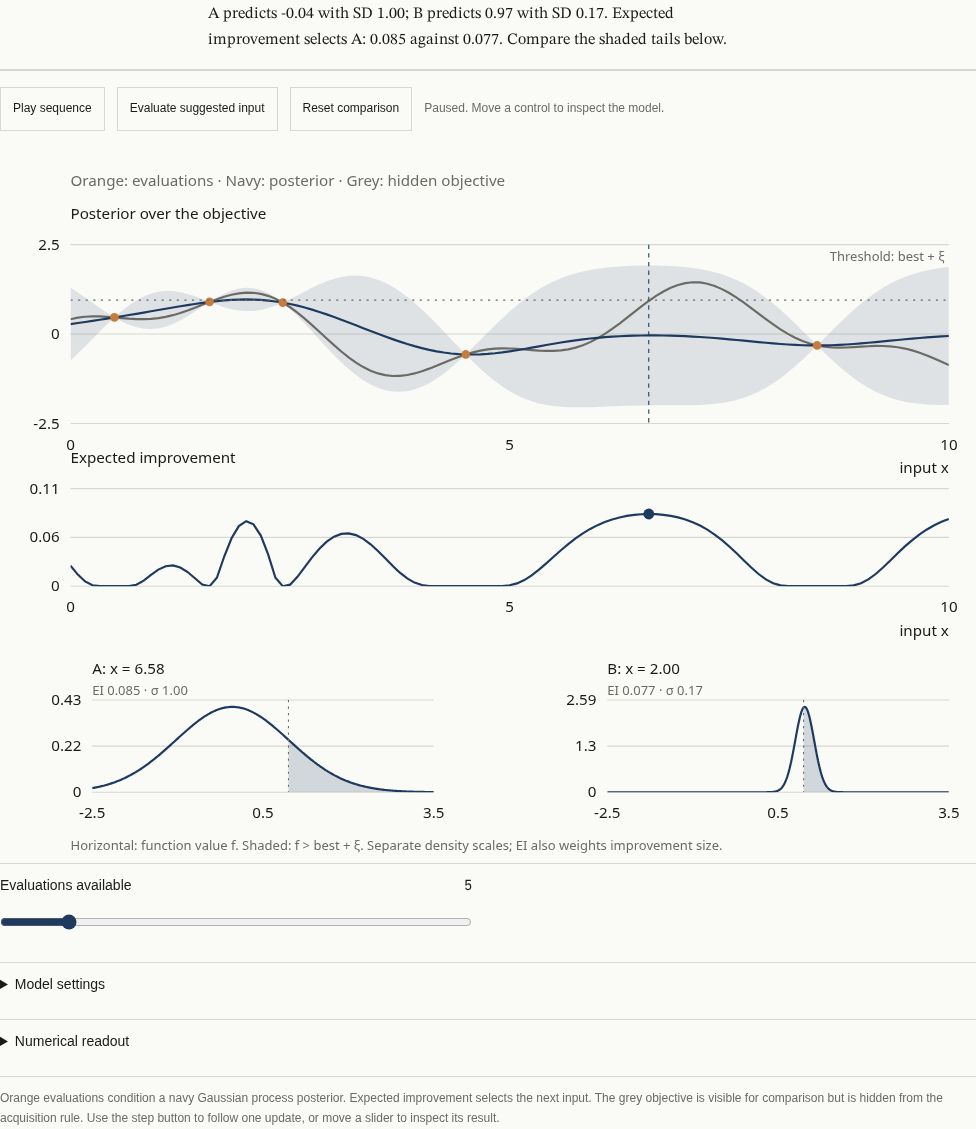 A predicts -0.04 with SD 1.00; B predicts 0.97 with SD 0.17. Expected
improvement selects A: 0.085 against 0.077. Compare the shaded tails below.
Play sequence
Evaluate suggested input
Reset comparison
Paused. Move a control to inspect the model.
Orange: evaluations · Navy: posterior · Grey: hidden objective
Posterior over the objective
2.5
Threshold: best + ξ
0
-2.5
0
5
10
input x
Expected improvement
0.11
0.06
0
0
5
10
input x
A: x = 6.58
EI 0.085 · σ 1.00
0.43
0.22
0
-2.5
0.5
3.5
B: x = 2.00
EI 0.077 · σ 0.17
2.59
1.3
0
-2.5
0.5
3.5
Horizontal: function value f. Shaded: f > best + ξ. Separate density scales; EI also weights improvement size.
Evaluations available
5
Model settings
Numerical readout
Orange evaluations condition a navy Gaussian process posterior. Expected improvement selects the next input. The grey objective is visible for comparison but is hidden from the
acquisition rule. Use the step button to follow one update, or move a slider to inspect its result.